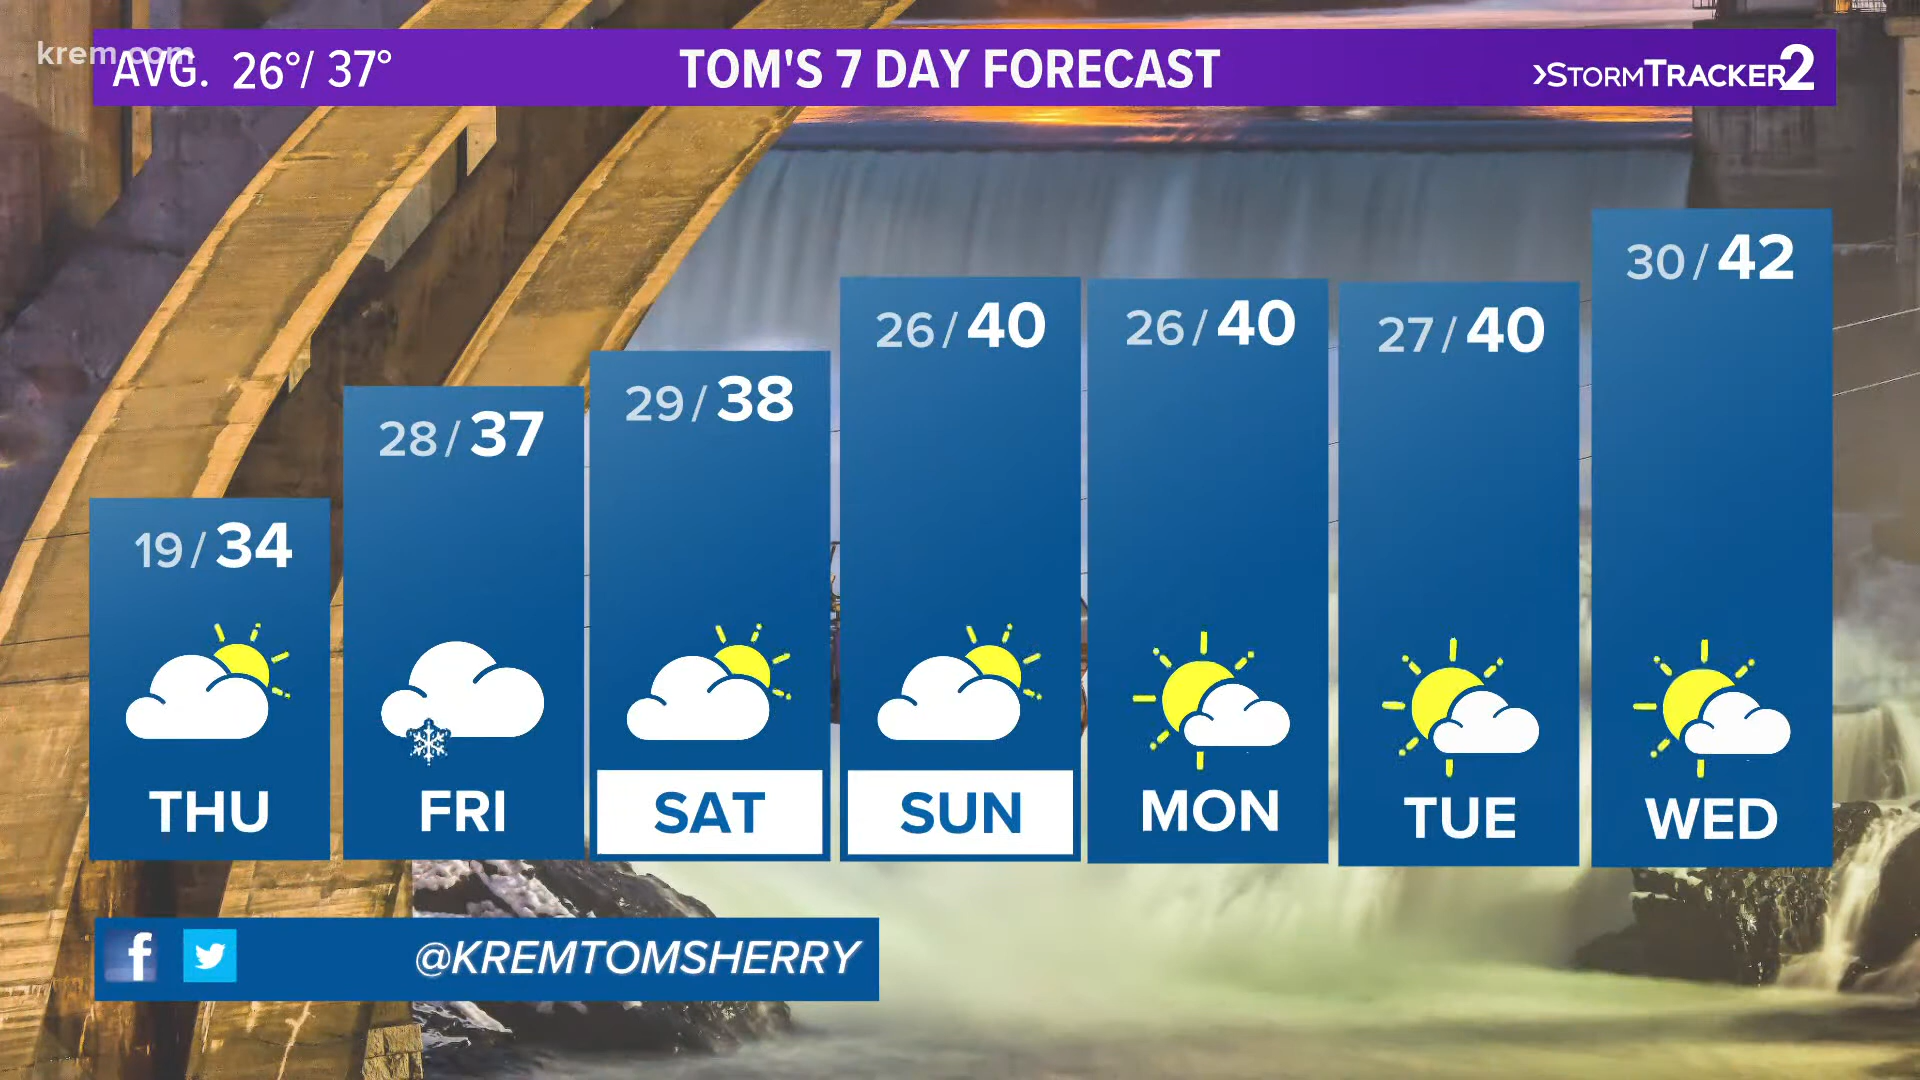 krem.com
AVG. 26°/ 37°
TOM'S 7 DAY FORECAST
›STORMTRACKER2
19/34
28/37
29/38
26/40
26/40
27/40
30/42
THU
FRI
SAT
SUN
MON
TUE
WED
f
@KREMTOMSHERRY